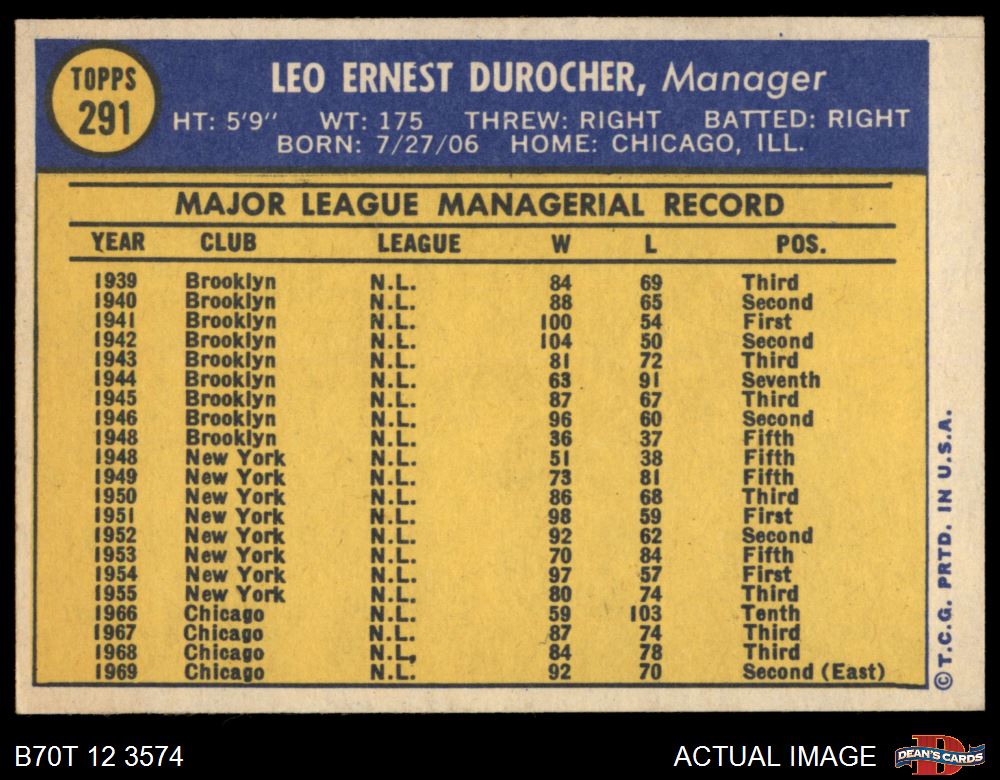 TOPPS
291
LEO ERNEST DUROCHER, Manager
HT: 5'9" WT: 175 THREW: RIGHT BATTED: RIGHT
BORN: 7/27/06 HOME: CHICAGO, ILL.
MAJOR LEAGUE MANAGERIAL RECORD
YEAR CLUB LEAGUE W L POS.
1939 Brooklyn N.L. 84 69 Third
1940 Brooklyn N.L. 88 65 Second
1941 Brooklyn N.L. 100 54 First
1942 Brooklyn N.L. 104 50 Second
1943 Brooklyn N.L. 81 72 Third
1944 Brooklyn N.L. 63 91 Seventh
1945 Brooklyn N.L. 87 67 Third
1946 Brooklyn N.L. 96 60 Second
1948 Brooklyn N.L. 36 37 Fifth
1948 New York N.L. 51 38 Fifth
1949 New York N.L. 73 81 Fifth
1950 New York N.L. 86 68 Third
1951 New York N.L. 98 59 First
1952 New York N.L. 92 62 Second
1953 New York N.L. 70 84 Fifth
1954 New York N.L. 97 57 First
1955 New York N.L. 80 74 Third
1966 Chicago N.L. 59 103 Tenth
1967 Chicago N.L. 87 74 Third
1968 Chicago N.L. 84 78 Third
1969 Chicago N.L. 92 70 Second (East)
© T.C.G. PRTD. IN U.S.A.
B70T 12 3574 ACTUAL IMAGE
DEAN'S CARDS